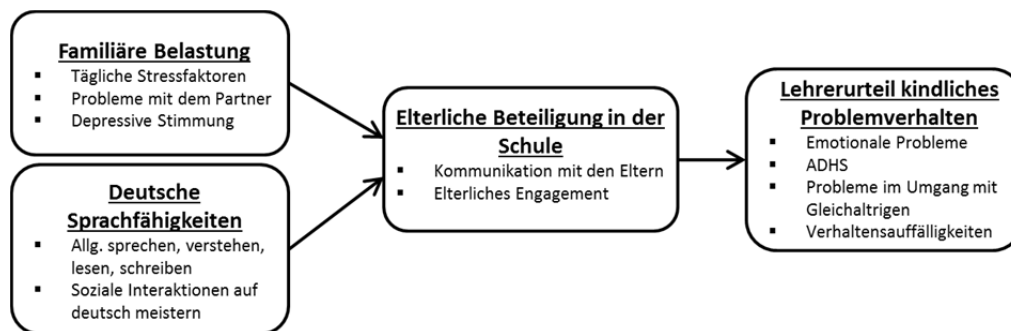 Familiäre Belastung
▪ Tägliche Stressfaktoren
▪ Probleme mit dem Partner
▪ Depressive Stimmung
Deutsche
Sprachfähigkeiten
▪ Allg. sprechen, verstehen,
lesen, schreiben
▪ Soziale Interaktionen auf
deutsch meistern
Elterliche Beteiligung in der
Schule
▪ Kommunikation mit den Eltern
▪ Elterliches Engagement
Lehrerurteil kindliches
Problemverhalten
▪ Emotionale Probleme
▪ ADHS
▪ Probleme im Umgang mit
Gleichaltrigen
▪ Verhaltensauffälligkeiten